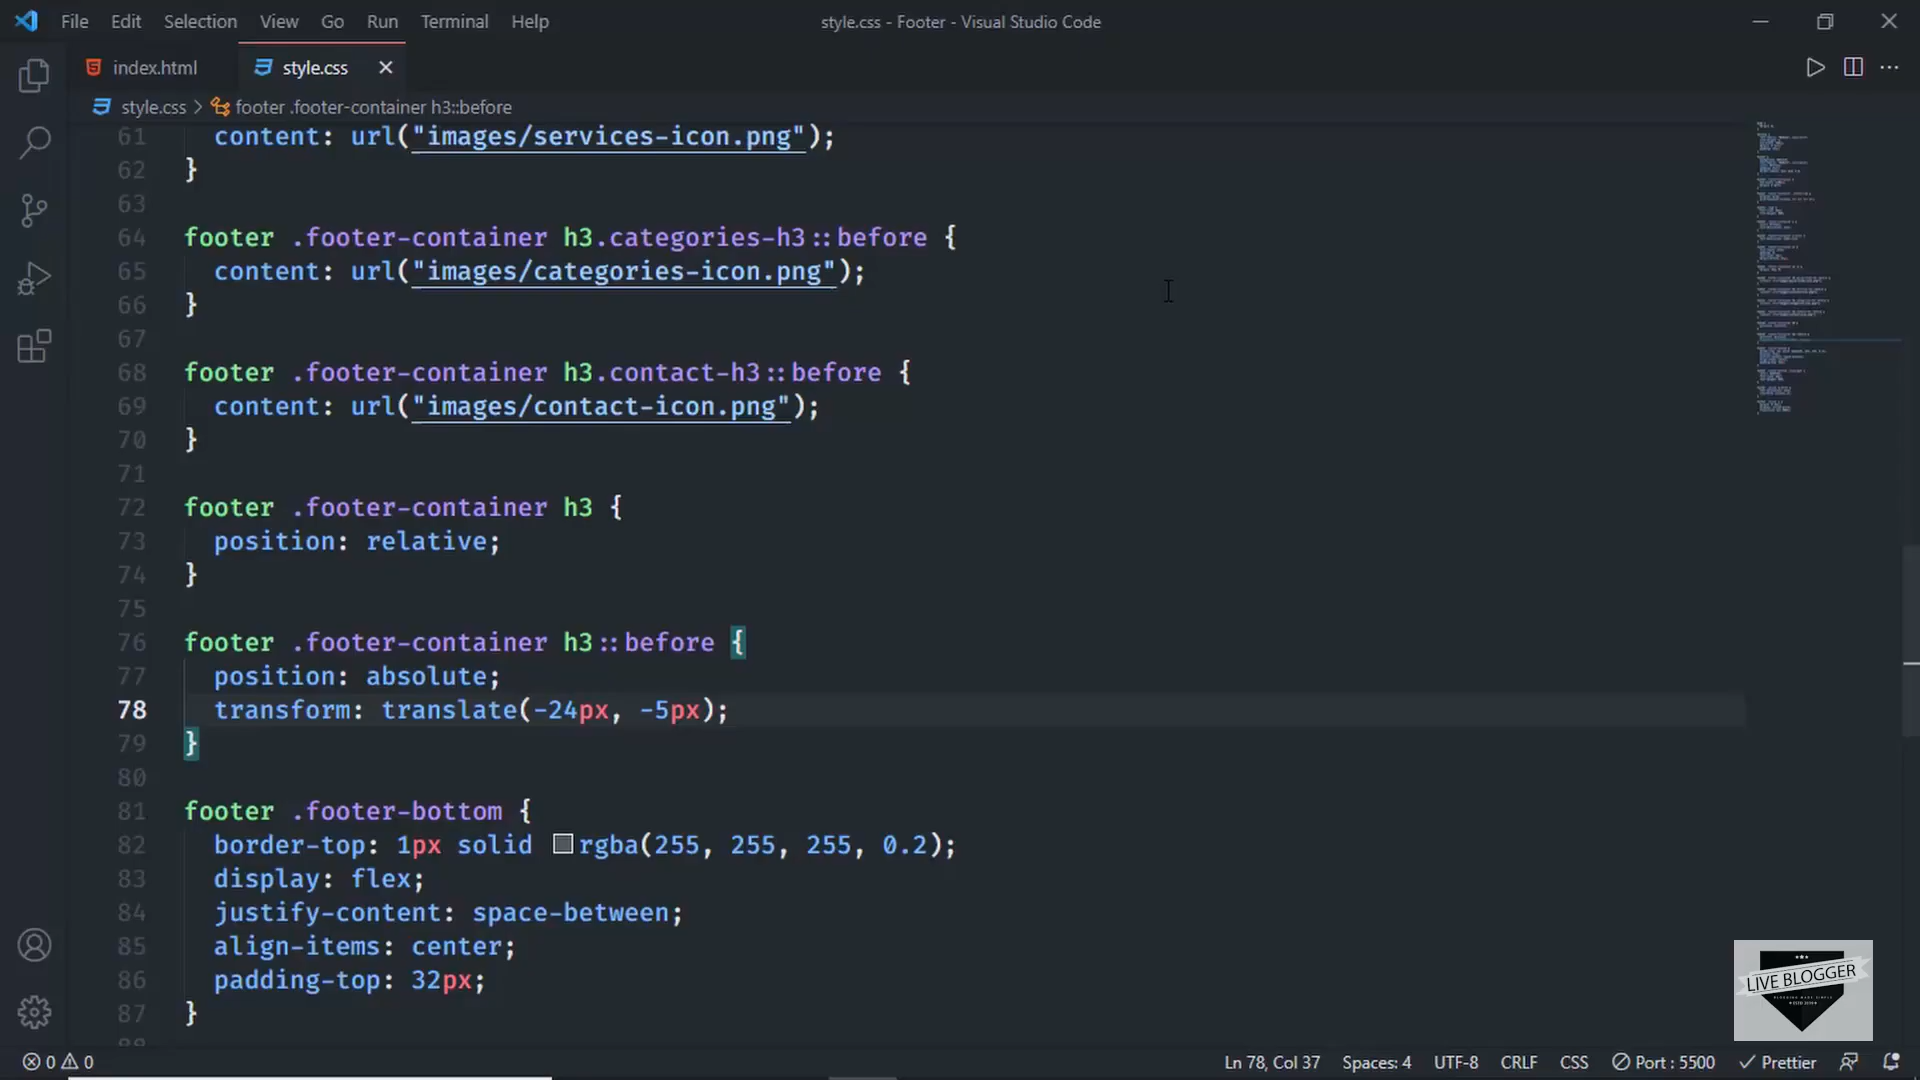 File Edit Selection View Go Run Terminal Help style.css - Footer - Visual Studio Code
index.html style.css
style.css > footer .footer-container h3::before
61 content: url("images/services-icon.png");
62 }
63
64 footer .footer-container h3.categories-h3::before {
65 content: url("images/categories-icon.png");
66 }
67
68 footer .footer-container h3.contact-h3::before {
69 content: url("images/contact-icon.png");
70 }
71
72 footer .footer-container h3 {
73 position: relative;
74 }
75
76 footer .footer-container h3::before {
77 position: absolute;
78 transform: translate(-24px, -5px);
79 }
80
81 footer .footer-bottom {
82 border-top: 1px solid rgba(255, 255, 255, 0.2);
83 display: flex;
84 justify-content: space-between;
85 align-items: center;
86 padding-top: 32px;
87 }
88
LIVE BLOGGER
0 0 Ln 78, Col 37 Spaces: 4 UTF-8 CRLF CSS Port : 5500 Prettier